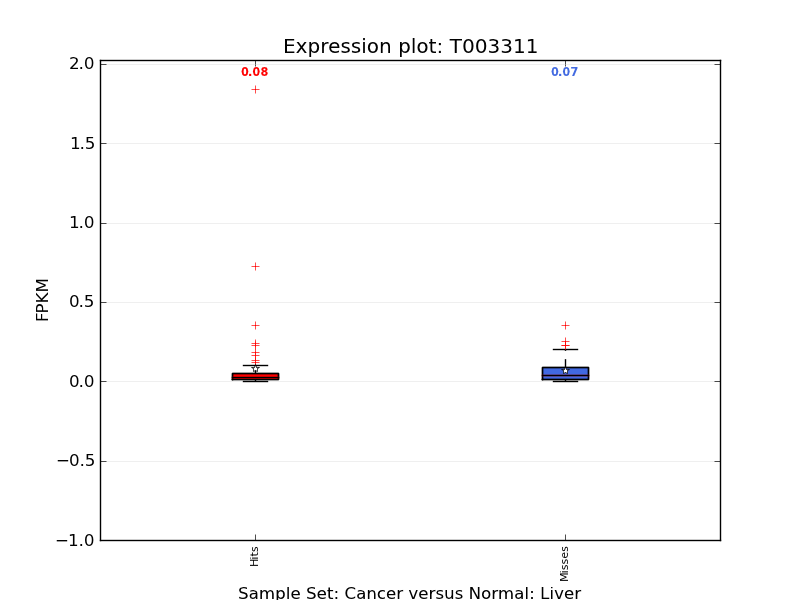 Expression plot: T003311
2.0
0.08
0.07
1.5
1.0
0.5
FPKM
0.0
−0.5
−1.0
Hits
Misses
Sample Set: Cancer versus Normal: Liver